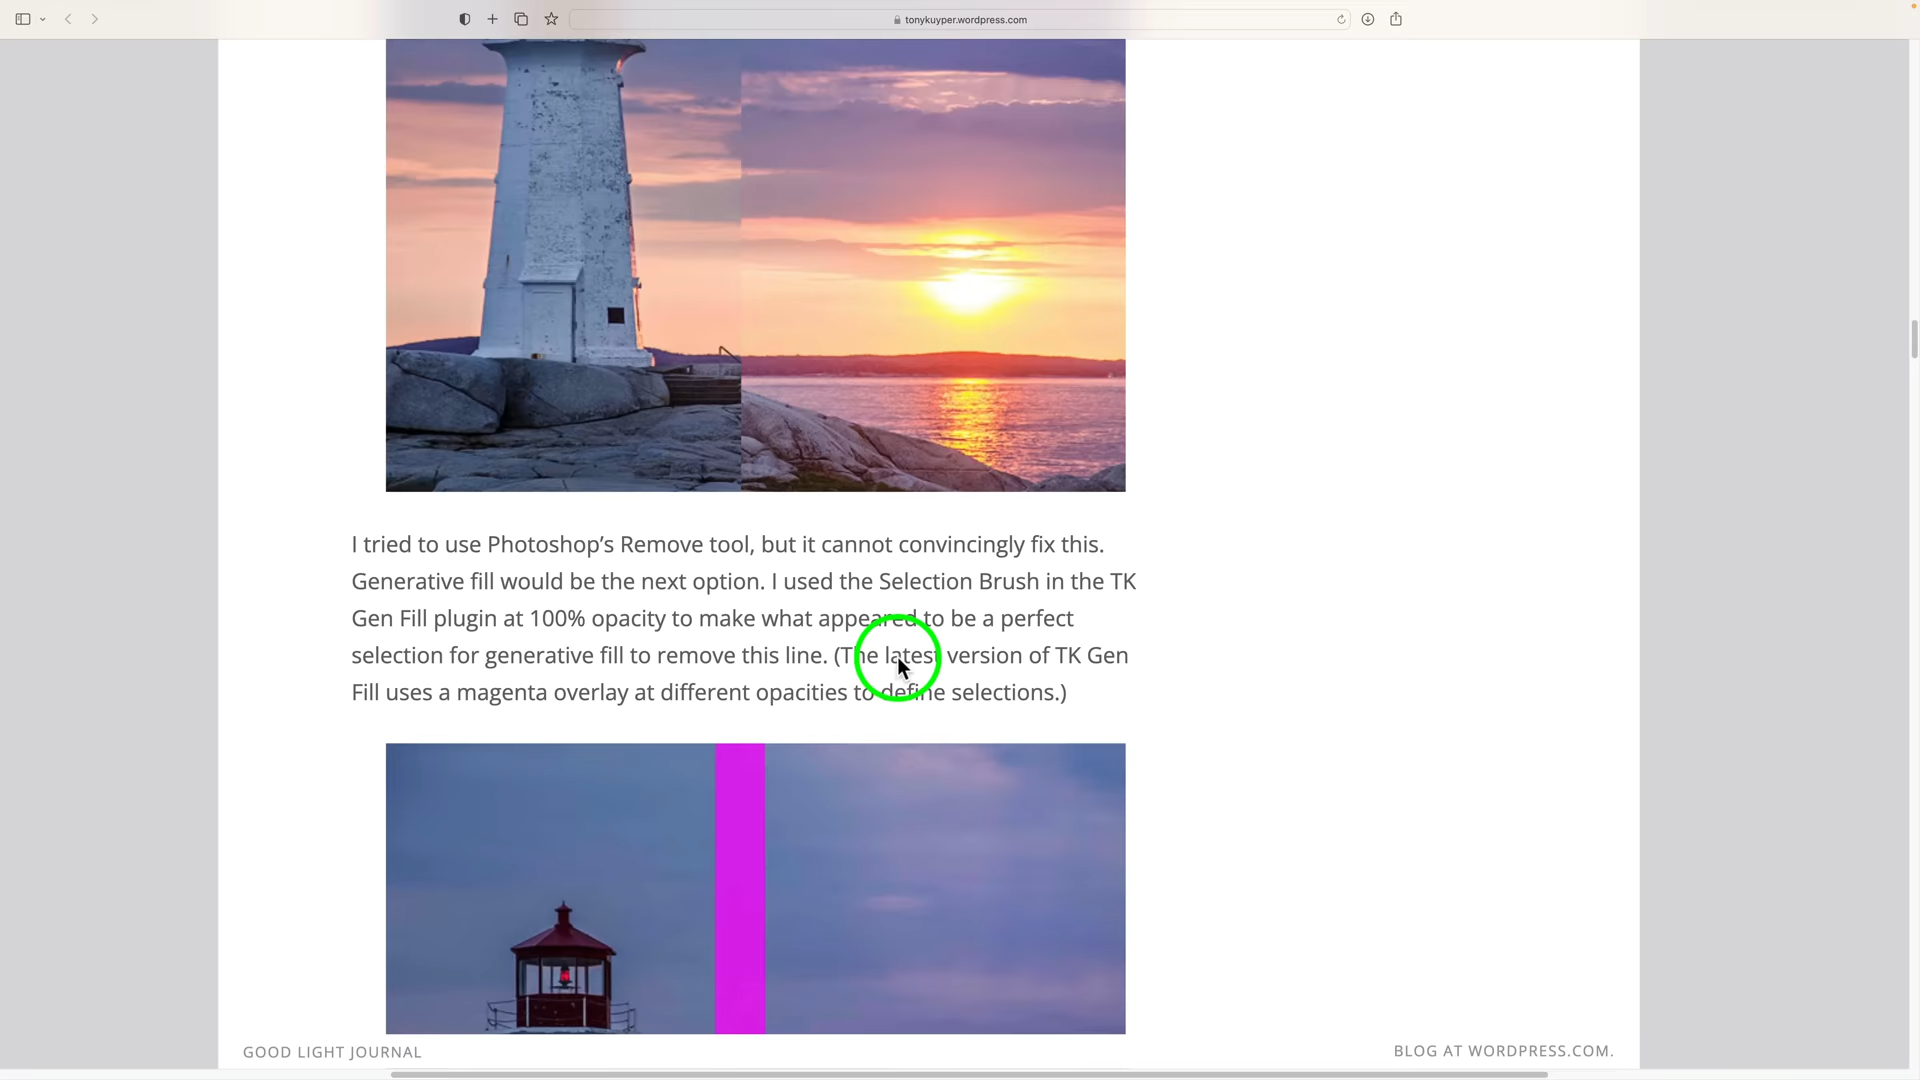 tonykuyper.wordpress.com
I tried to use Photoshop’s Remove tool, but it cannot convincingly fix this.
Generative fill would be the next option. I used the Selection Brush in the TK
Gen Fill plugin at 100% opacity to make what appeared to be a perfect
selection for generative fill to remove this line. (The latest version of TK Gen
Fill uses a magenta overlay at different opacities to define selections.)
GOOD LIGHT JOURNAL
BLOG AT WORDPRESS.COM.